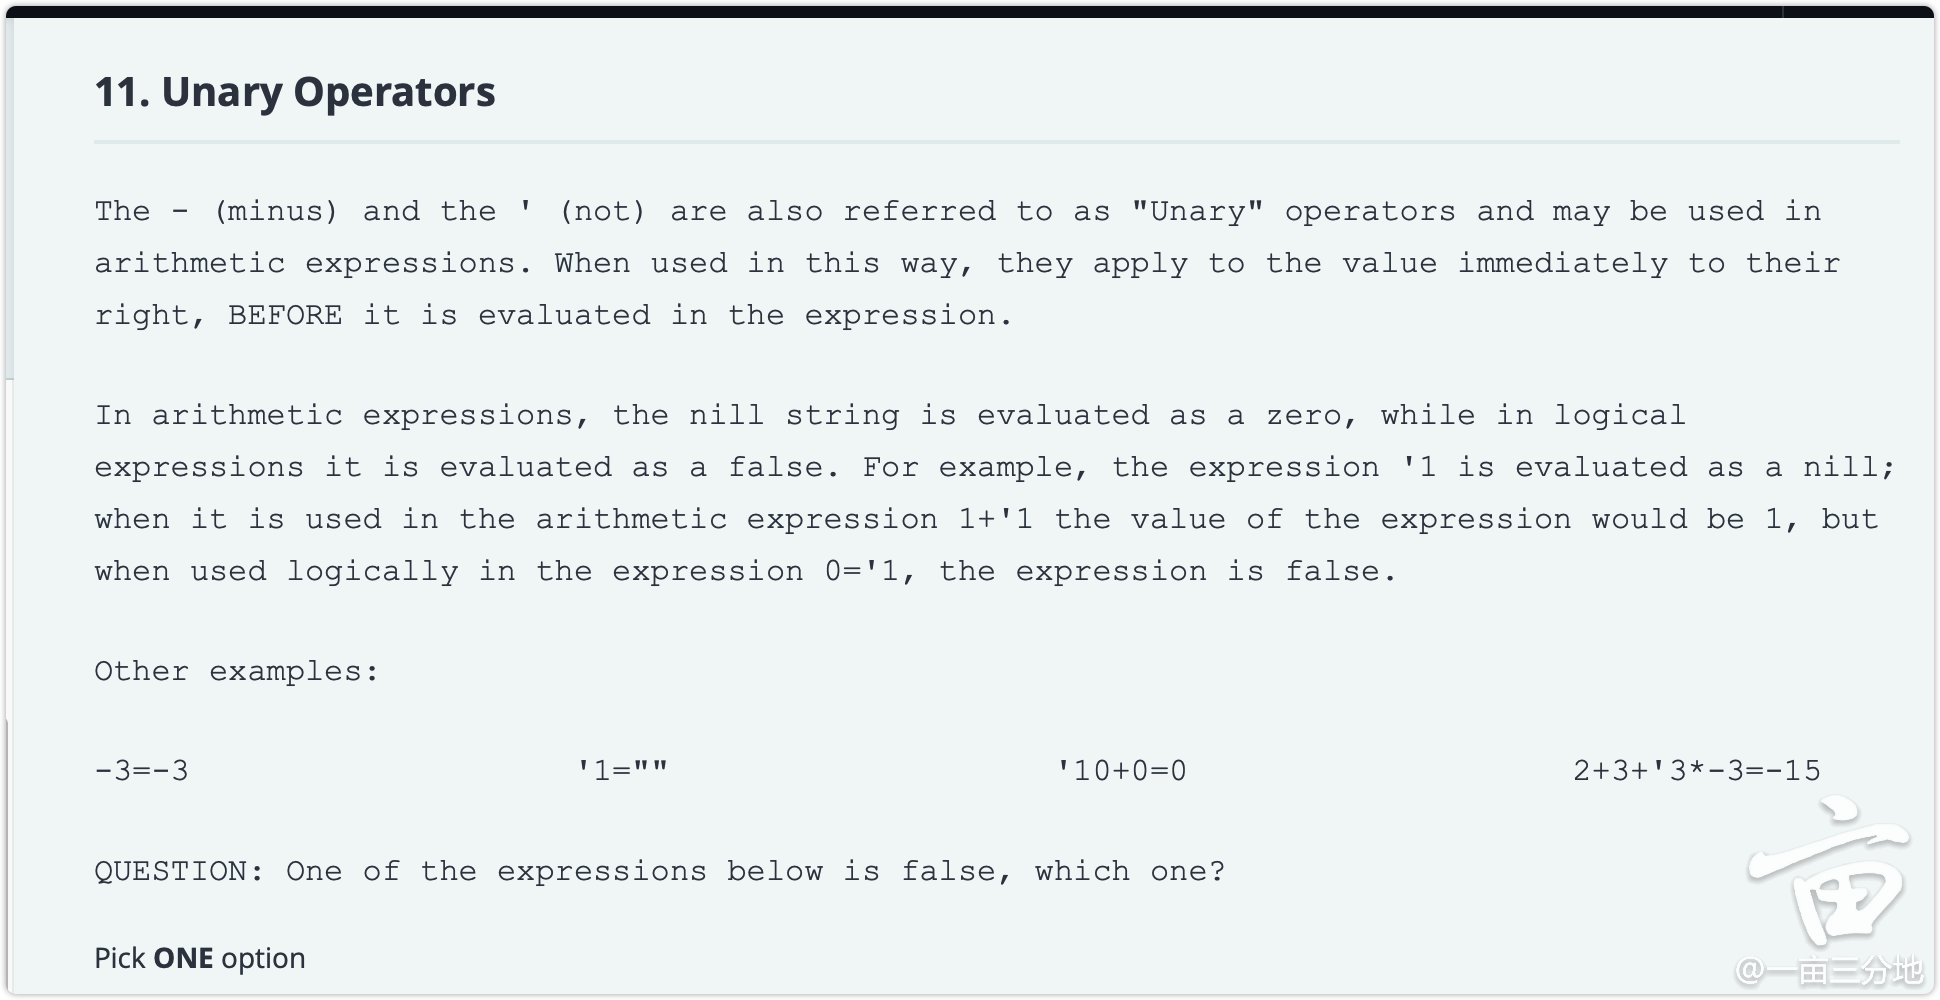 11. Unary Operators
The - (minus) and the ' (not) are also referred to as "Unary" operators and may be used in
arithmetic expressions. When used in this way, they apply to the value immediately to their
right, BEFORE it is evaluated in the expression.
In arithmetic expressions, the nill string is evaluated as a zero, while in logical
expressions it is evaluated as a false. For example, the expression '1 is evaluated as a nill;
when it is used in the arithmetic expression 1+'1 the value of the expression would be 1, but
when used logically in the expression 0='1, the expression is false.
Other examples:
-3=-3 '1="" '10+0=0 2+3+'3*-3=-15
QUESTION: One of the expressions below is false, which one?
Pick ONE option
亩
@一亩三分地